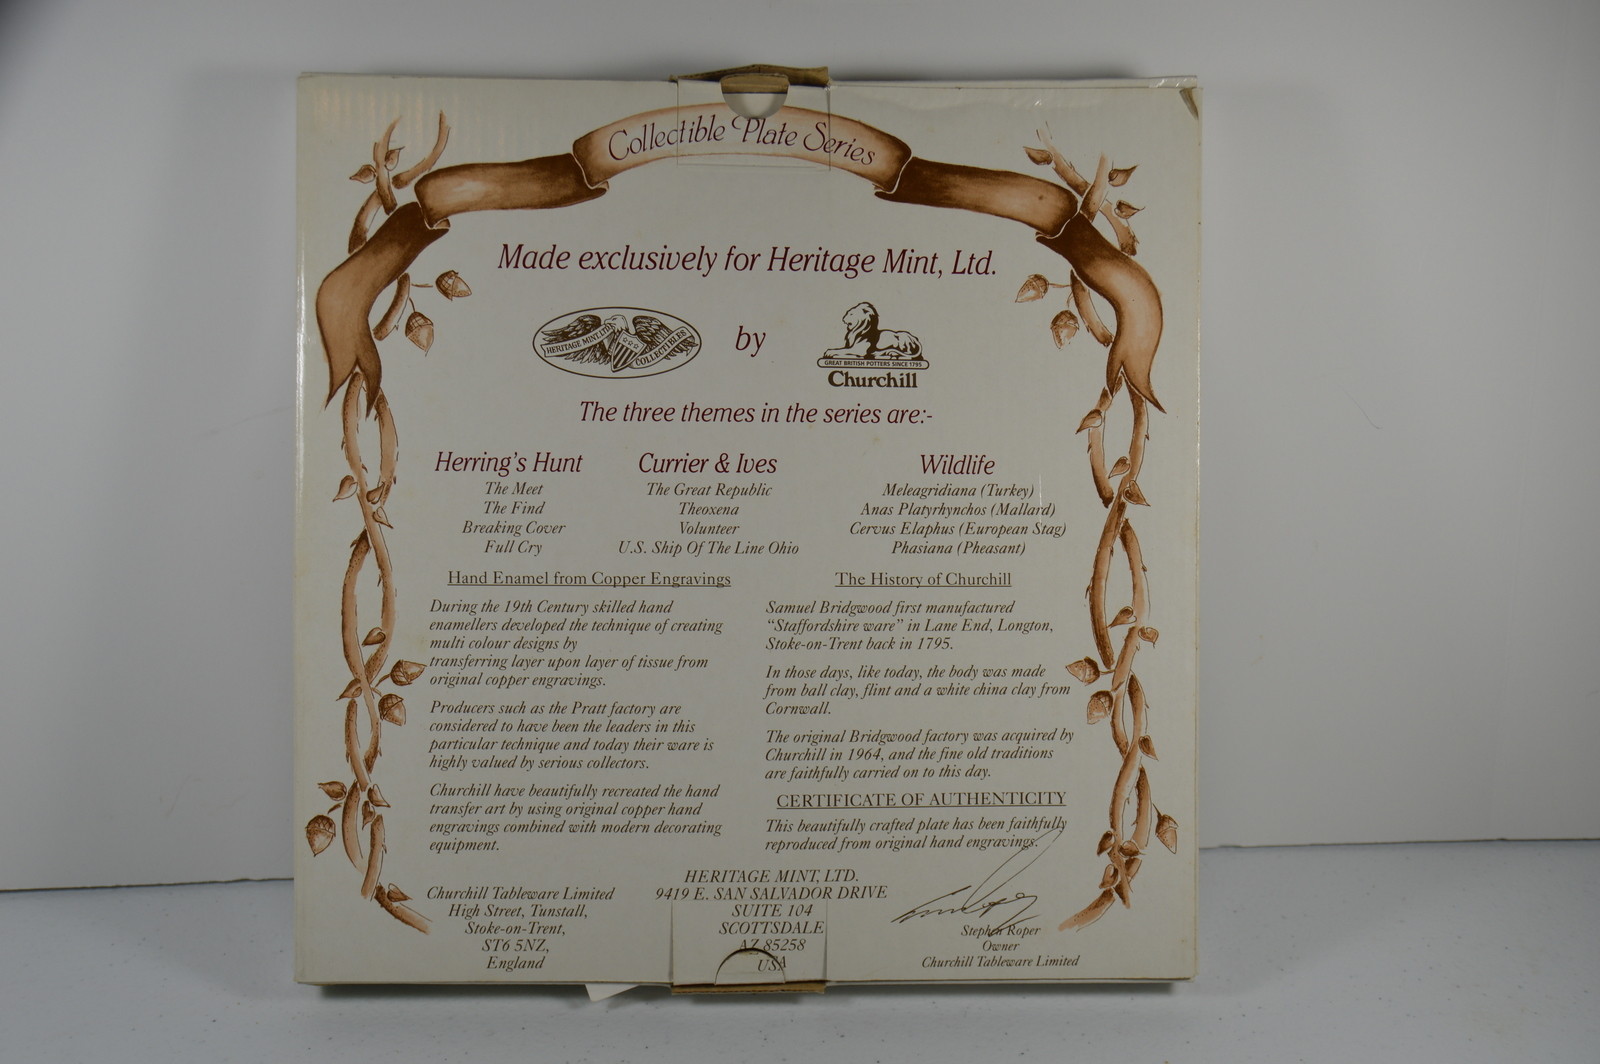 Collectible Plate Series
Made exclusively for Heritage Mint, Ltd.
HERITAGE MINT, LTD.
COLLECTIBLES
by
GREAT BRITISH POTTERS SINCE 1795
Churchill
The three themes in the series are:-
Herring's Hunt
The Meet
The Find
Breaking Cover
Full Cry
Currier & Ives
The Great Republic
Theoxena
Volunteer
U.S. Ship Of The Line Ohio
Wildlife
Meleagridiana (Turkey)
Anas Platyrhynchos (Mallard)
Cervus Elaphus (European Stag)
Phasiana (Pheasant)
Hand Enamel from Copper Engravings
During the 19th Century skilled hand
enamellers developed the technique of creating
multi colour designs by
transferring layer upon layer of tissue from
original copper engravings.
Producers such as the Pratt factory are
considered to have been the leaders in this
particular technique and today their ware is
highly valued by serious collectors.
Churchill have beautifully recreated the hand
transfer art by using original copper hand
engravings combined with modern decorating
equipment.
The History of Churchill
Samuel Bridgwood first manufactured
"Staffordshire ware" in Lane End, Longton,
Stoke-on-Trent back in 1795.
In those days, like today, the body was made
from ball clay, flint and a white china clay from
Cornwall.
The original Bridgwood factory was acquired by
Churchill in 1964, and the fine old traditions
are faithfully carried on to this day.
CERTIFICATE OF AUTHENTICITY
This beautifully crafted plate has been faithfully
reproduced from original hand engravings.
Churchill Tableware Limited
High Street, Tunstall,
Stoke-on-Trent,
ST6 5NZ,
England
HERITAGE MINT, LTD.
9419 E. SAN SALVADOR DRIVE
SUITE 104
SCOTTSDALE
AZ 85258
USA
Stephen Roper
Owner
Churchill Tableware Limited